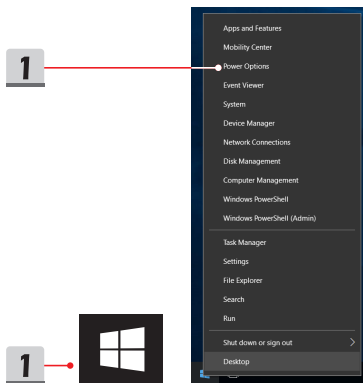 Apps and Features
Mobility Center
1
Power Options
Event Viewer
System
Device Manager
Network Connections
Disk Management
Computer Management
Windows PowerShell
Windows PowerShell (Admin)
Task Manager
Settings
File Explorer
Search
Run
Shut down or sign out
1
Desktop